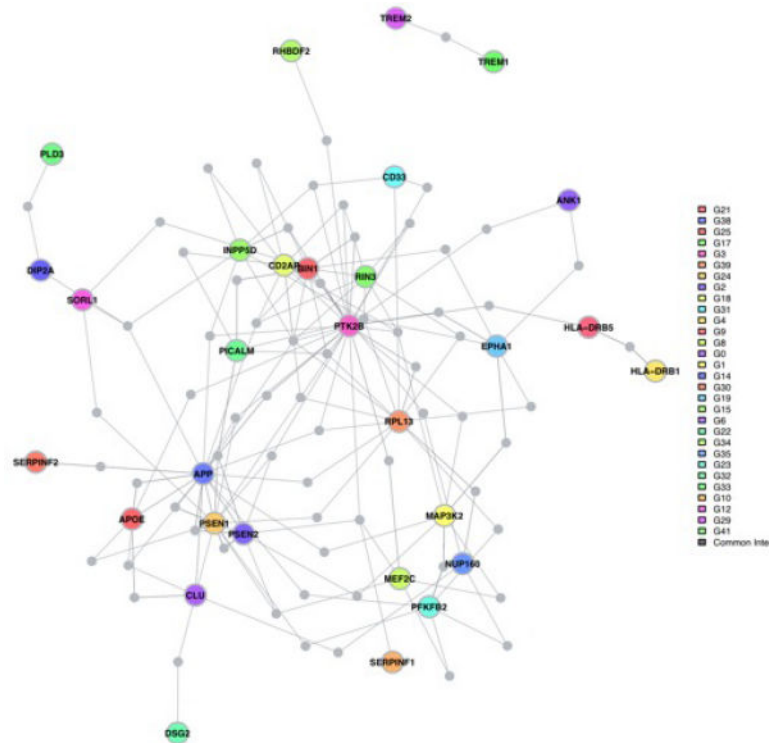 TREM2
RHBDF2
TREM1
PLD3
CD33
ANK1
INPP5D
CD2AP
BIN1
DIP2A
RIN3
SORL1
PTK2B
HLA-DRB5
PICALM
EPHA1
HLA-DRB1
RPL13
SERPINF2
APP
APOE
PSEN1
MAP3K2
PSEN2
NUP160
MEF2C
CLU
PFKFB2
SERPINF1
DSG2
G21
G38
G25
G17
G3
G39
G24
G2
G18
G31
G4
G9
G8
G0
G1
G14
G30
G19
G15
G6
G22
G34
G35
G23
G32
G33
G10
G12
G29
G41
Common Inte